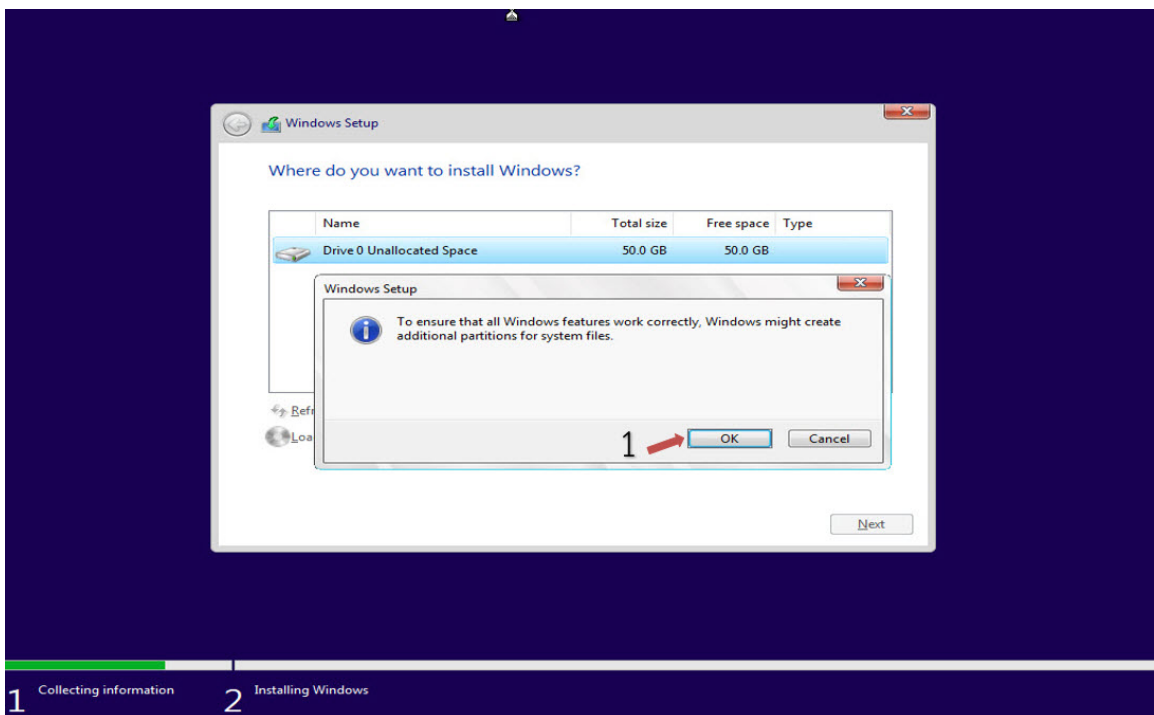 Windows Setup
Where do you want to install Windows?
Name Total size Free space Type
Drive 0 Unallocated Space 50.0 GB 50.0 GB
Windows Setup
To ensure that all Windows features work correctly, Windows might create
additional partitions for system files.
Refr
Loa
1 OK Cancel
Next
1 Collecting information 2 Installing Windows